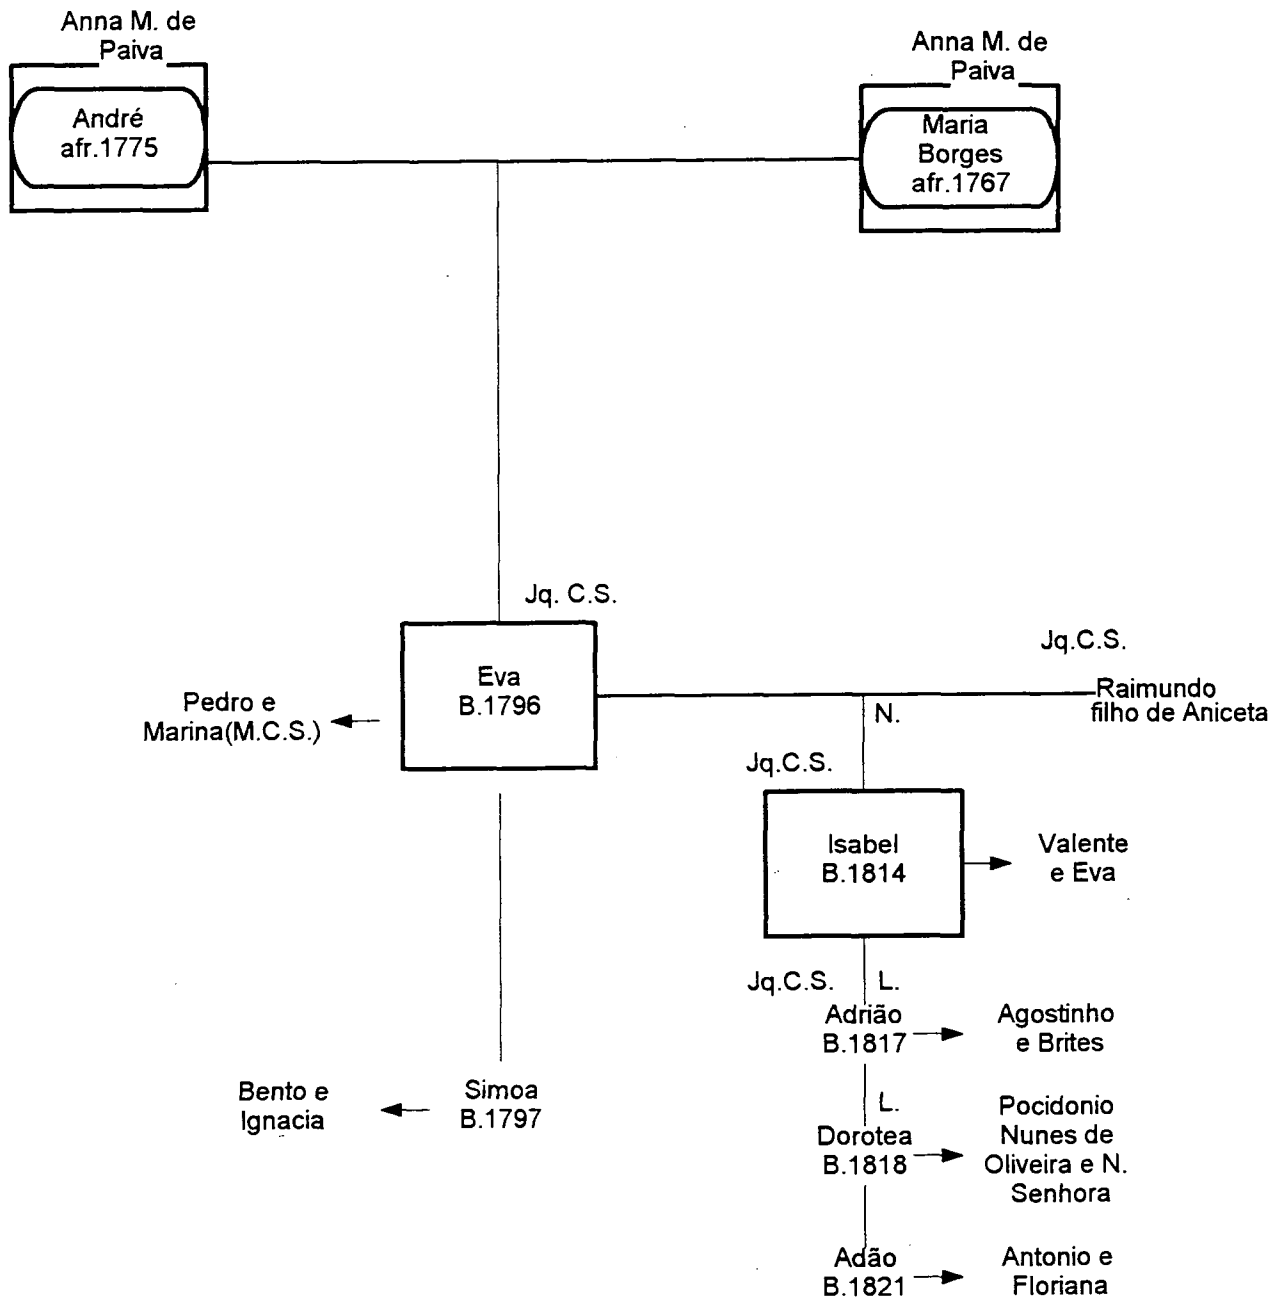 Anna M. de
Paiva
André
afr.1775
Anna M. de
Paiva
Maria
Borges
afr.1767
Jq. C.S.
Eva
B.1796
Pedro e
Marina(M.C.S.)
Jq.C.S.
Raimundo
filho de Aniceta
N.
Jq.C.S.
Isabel
B.1814
Valente
e Eva
Jq.C.S.
L.
Adrião
B.1817
Agostinho
e Brites
Bento e
Ignacia
Simoa
B.1797
L.
Dorotea
B.1818
Pocidonio
Nunes de
Oliveira e N.
Senhora
Adão
B.1821
Antonio e
Floriana